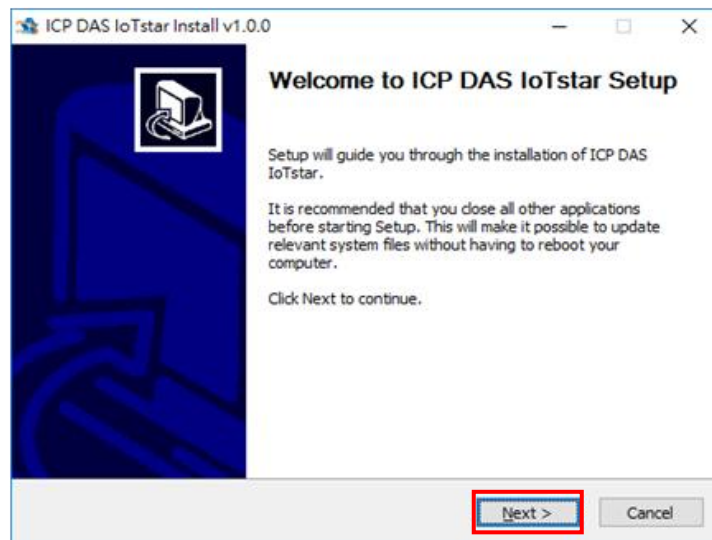 ICP DAS IoTstar Install v1.0.0
Welcome to ICP DAS IoTstar Setup
Setup will guide you through the installation of ICP DAS
IoTstar.
It is recommended that you close all other applications
before starting Setup. This will make it possible to update
relevant system files without having to reboot your
computer.
Click Next to continue.
Next >
Cancel